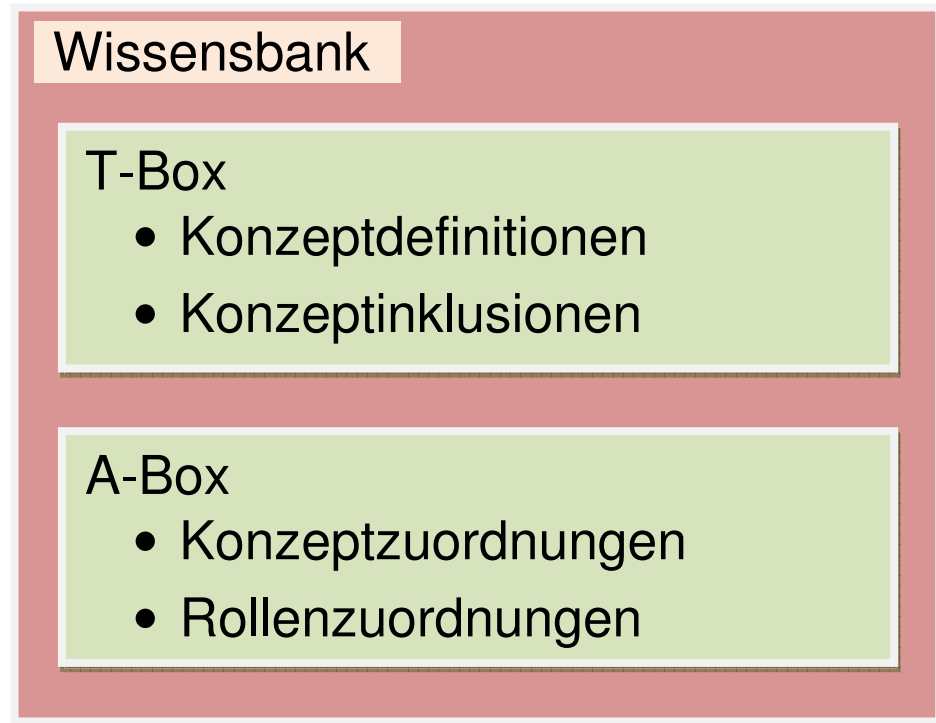 Wissensbank
T-Box
• Konzeptdefinitionen
• Konzeptinklusionen
A-Box
• Konzeptzuordnungen
• Rollenzuordnungen